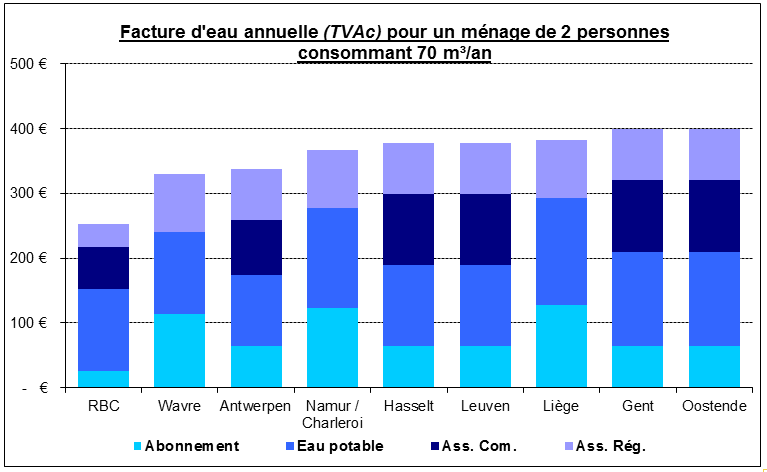 Facture d'eau annuelle (TVAc) pour un ménage de 2 personnes
consommant 70 m³/an
500 €
400 €
300 €
200 €
100 €
- €
RBC Wavre Antwerpen Namur / Hasselt Leuven Liège Gent Oostende
Charleroi
Abonnement Eau potable Ass. Com. Ass. Rég.